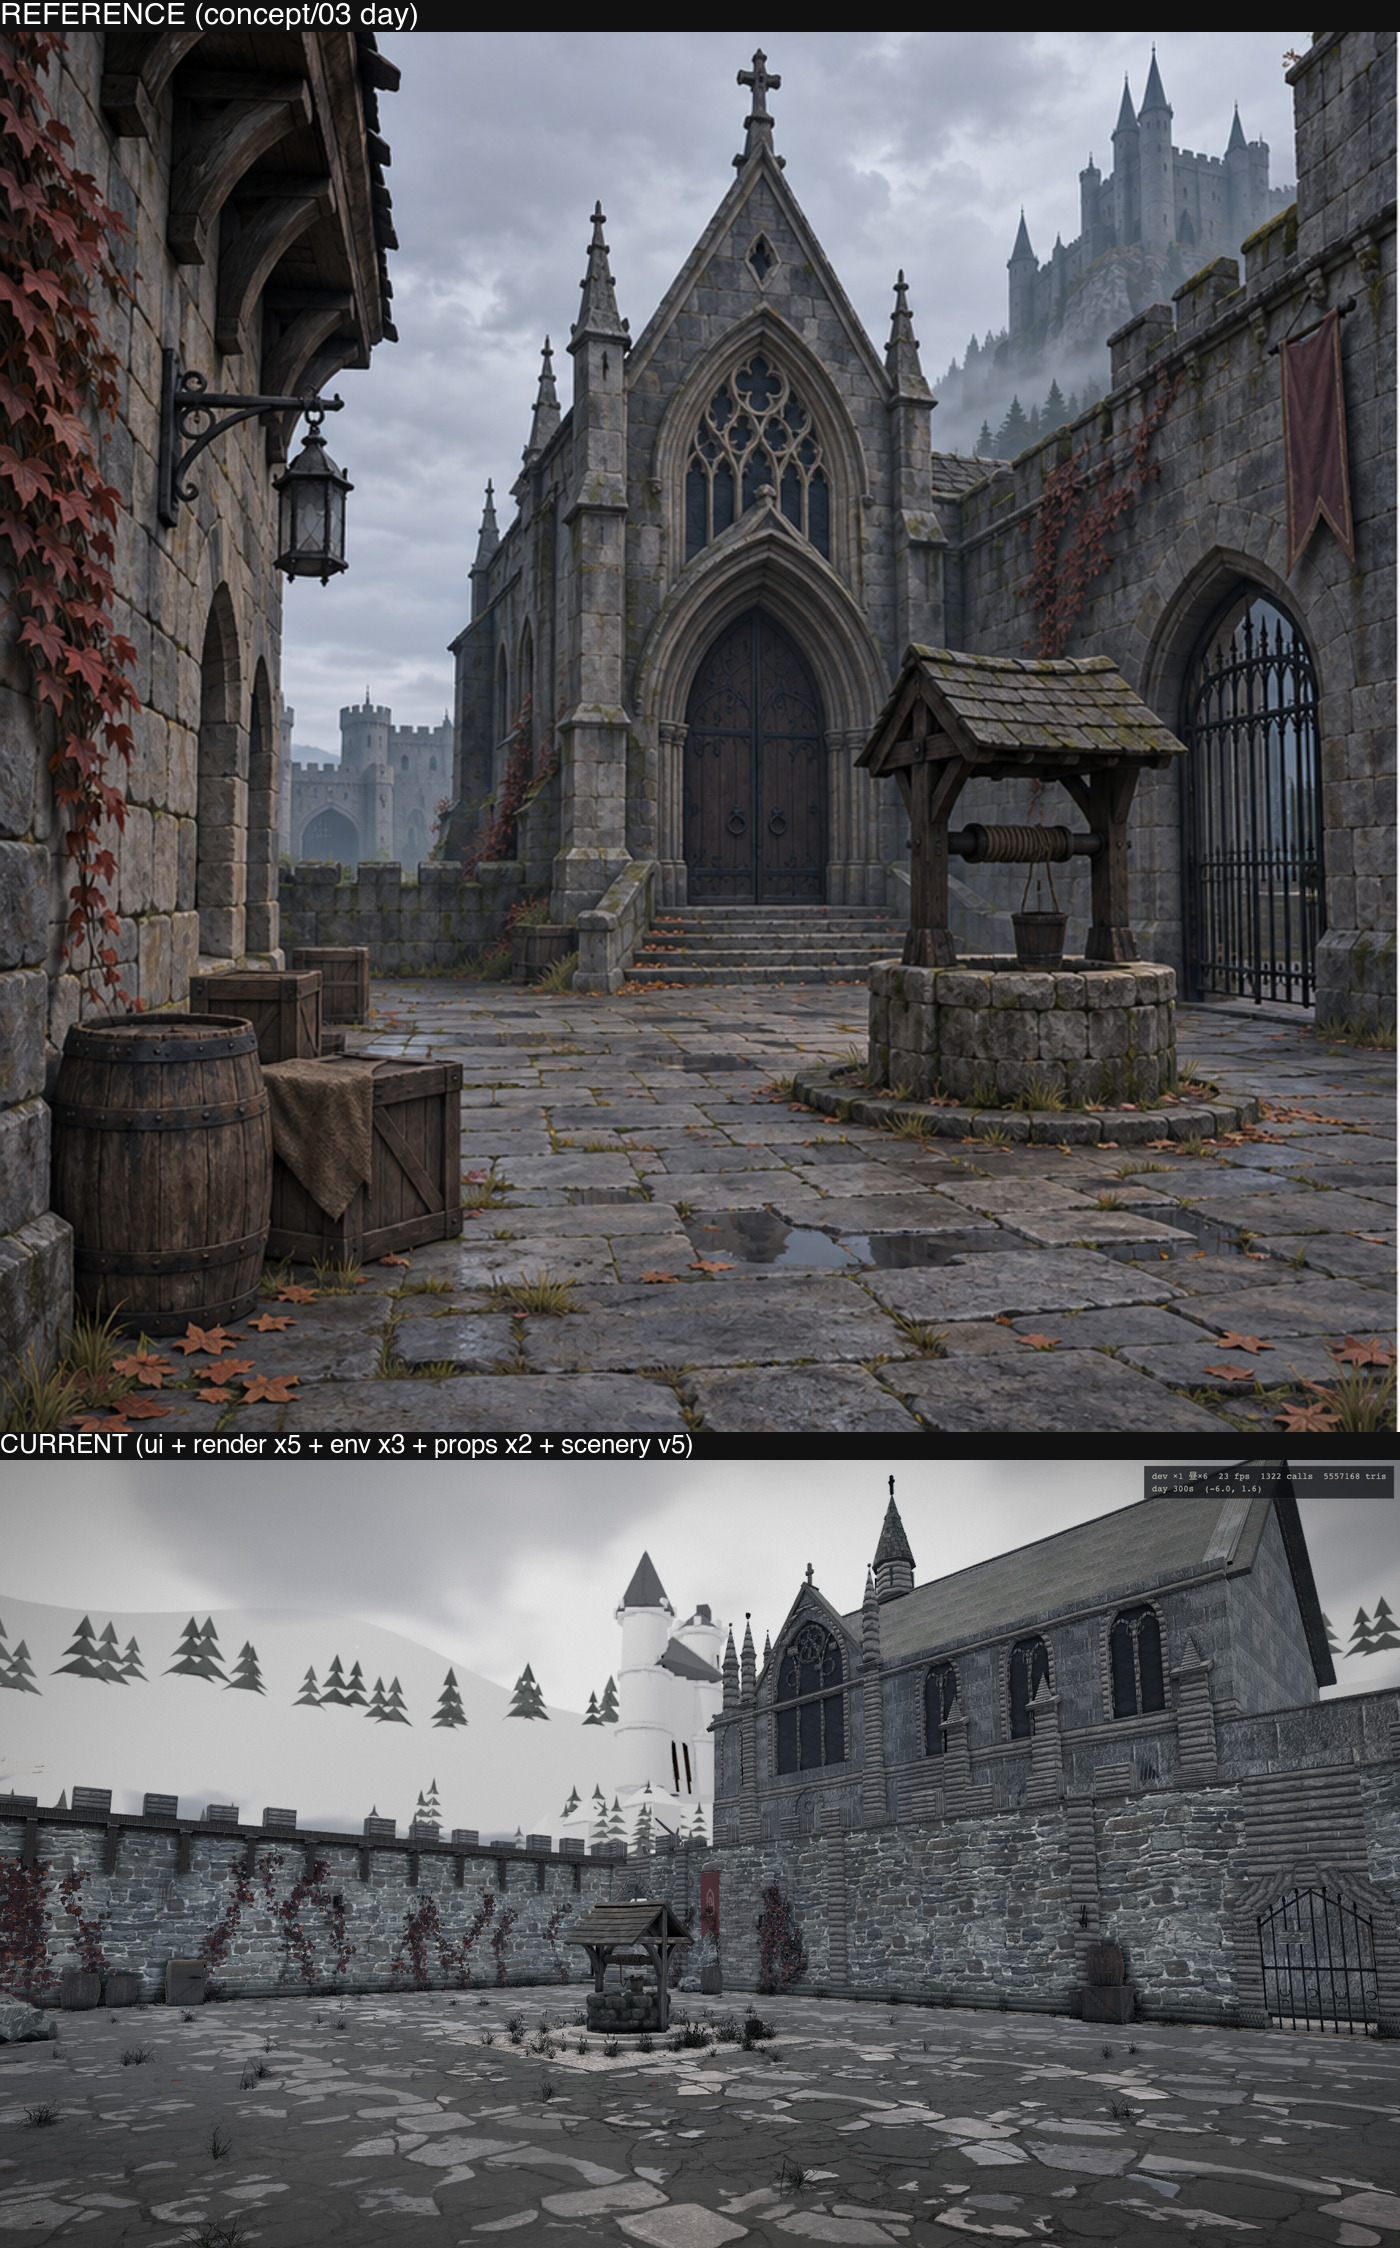 REFERENCE (concept/03 day)
CURRENT (ui + render x5 + env x3 + props x2 + scenery v5)
dev ×1 昼×6 23 fps 1322 calls 5557168 tris
day 300s (-6.0, 1.6)